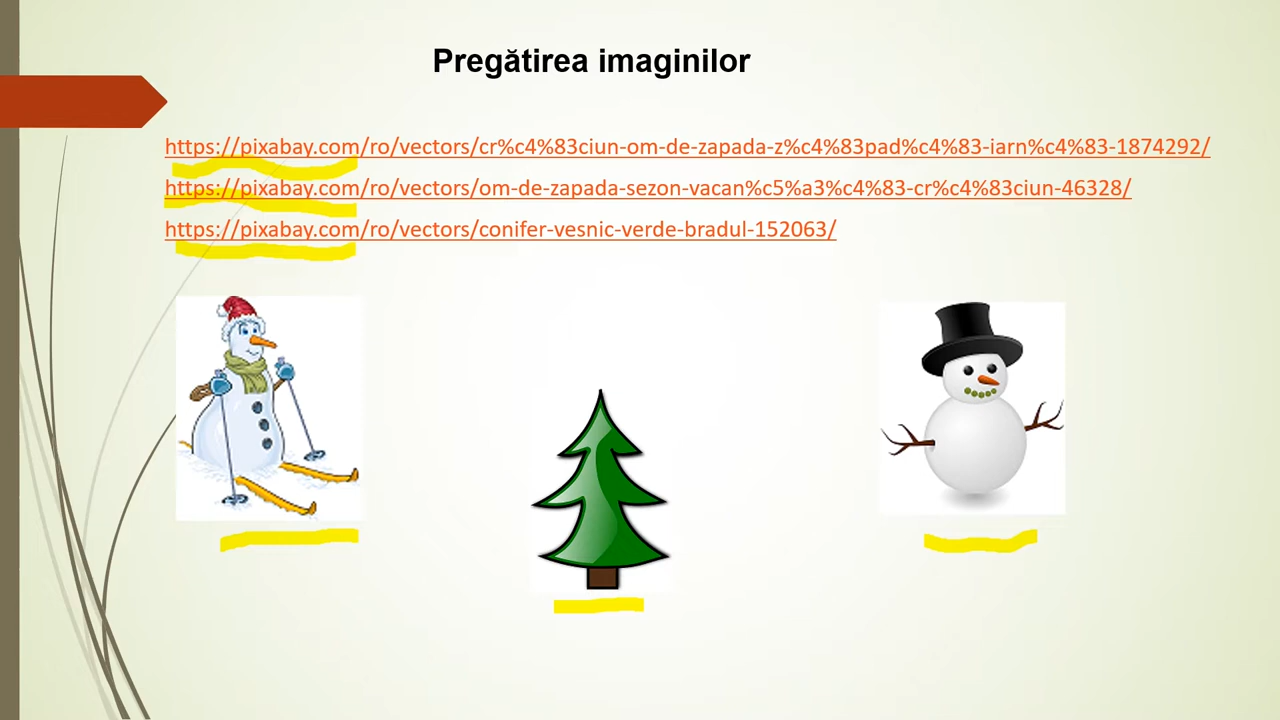 Pregătirea imaginilor
https://pixabay.com/ro/vectors/cr%c4%83ciun-om-de-zapada-z%c4%83pad%c4%83-iarn%c4%83-1874292/
https://pixabay.com/ro/vectors/om-de-zapada-sezon-vacan%c5%a3%c4%83-cr%c4%83ciun-46328/
https://pixabay.com/ro/vectors/conifer-vesnic-verde-bradul-152063/